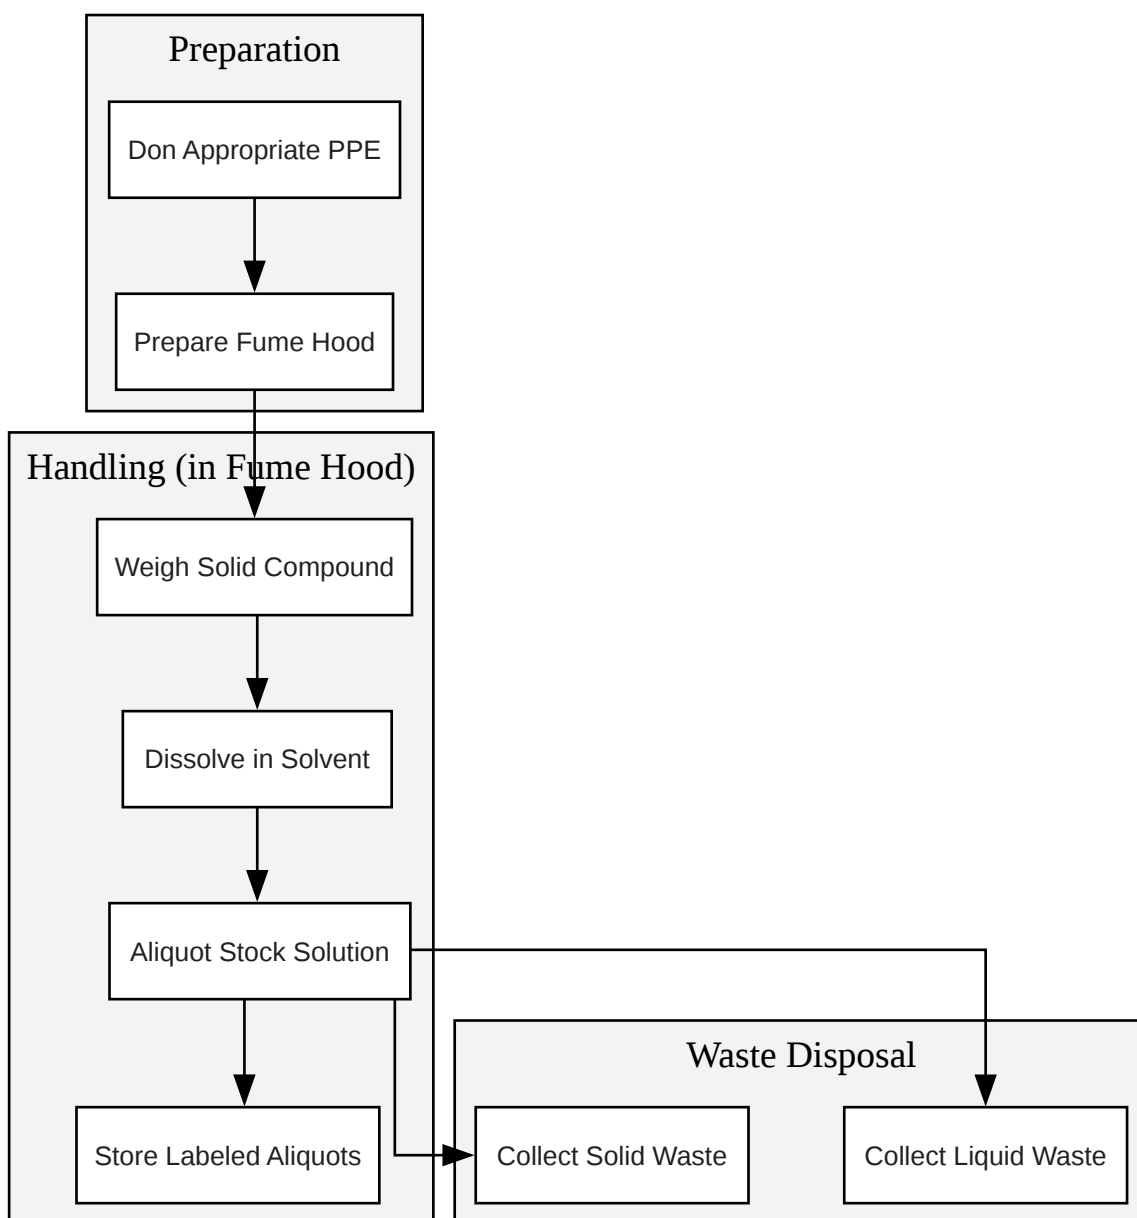 Preparation
Don Appropriate PPE
Prepare Fume Hood
Handling (in Fume Hood)
Weigh Solid Compound
Dissolve in Solvent
Aliquot Stock Solution
Waste Disposal
Store Labeled Aliquots
Collect Solid Waste
Collect Liquid Waste